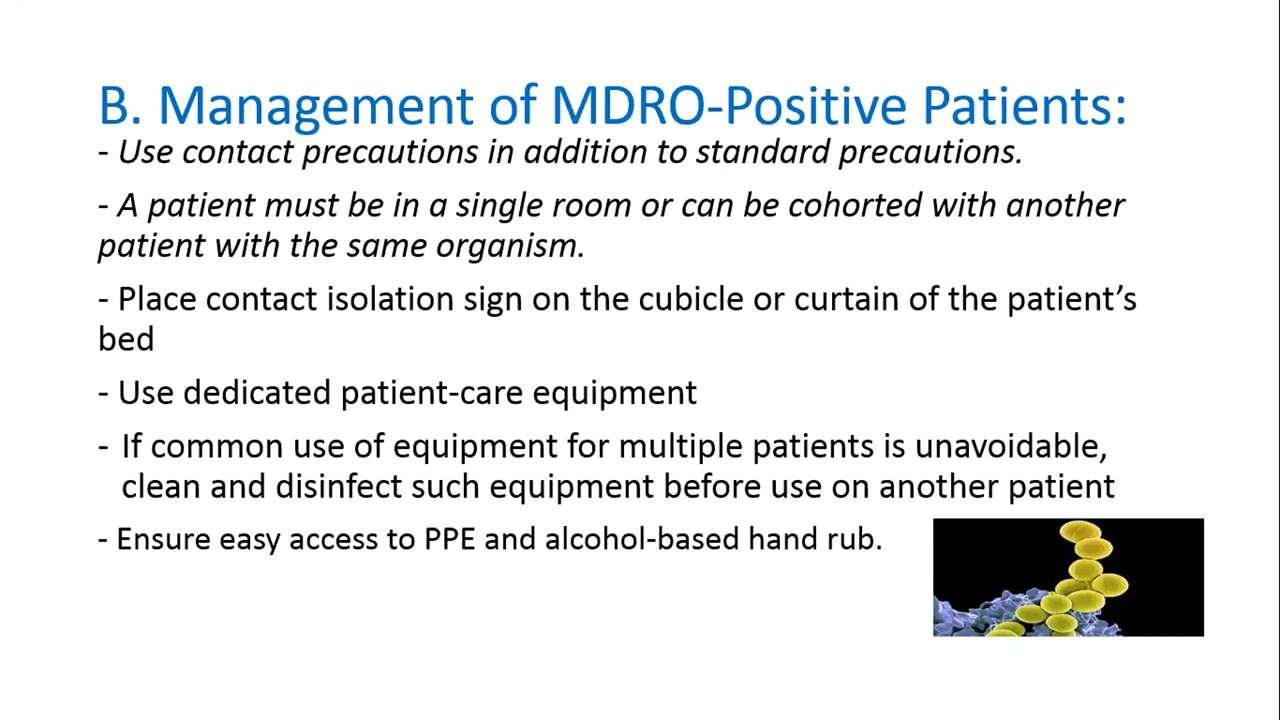 B. Management of MDRO-Positive Patients:
- Use contact precautions in addition to standard precautions.
- A patient must be in a single room or can be cohorted with another
patient with the same organism.
- Place contact isolation sign on the cubicle or curtain of the patient’s
bed
- Use dedicated patient-care equipment
- If common use of equipment for multiple patients is unavoidable,
clean and disinfect such equipment before use on another patient
- Ensure easy access to PPE and alcohol-based hand rub.